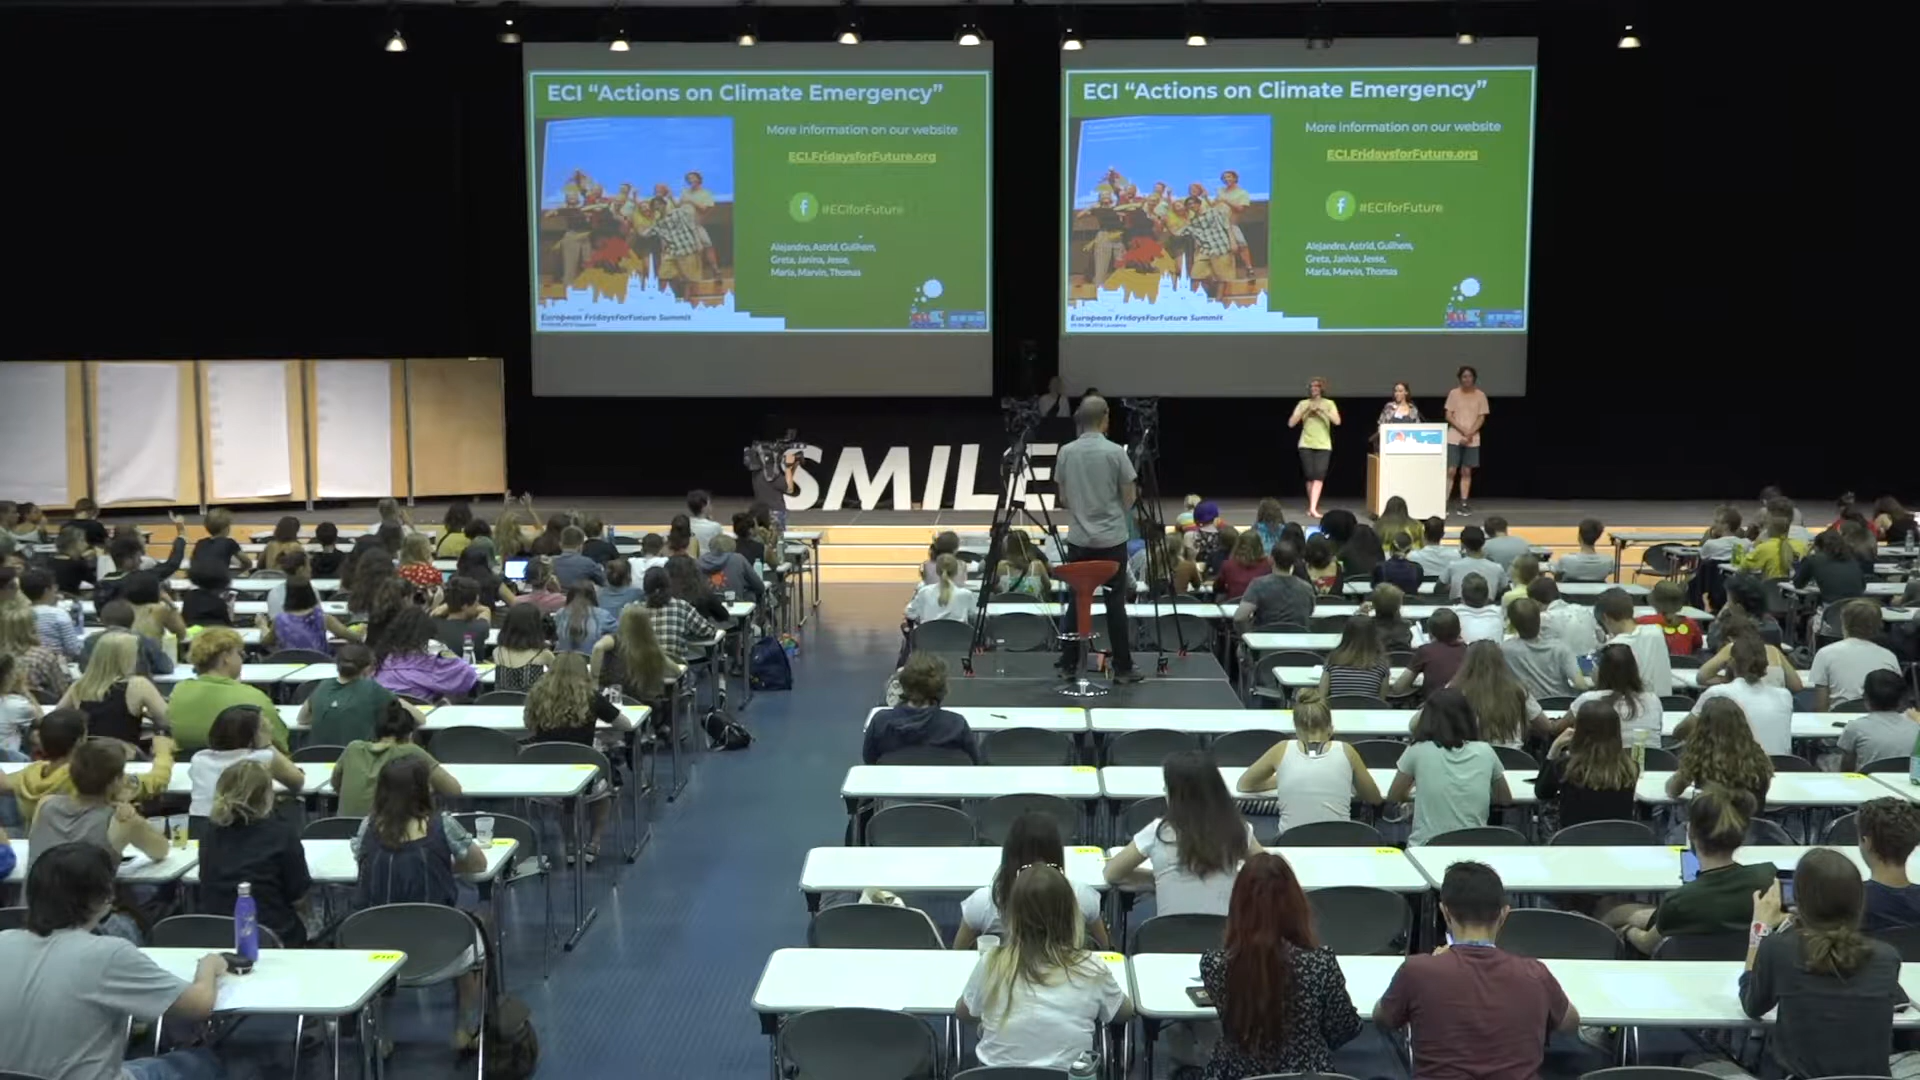 ECI “Actions on Climate Emergency”
More Information on our website
ECI.FridaysforFuture.org
f #ECIforFuture
Alejandro, Astrid, Guilhem,
Greta, Janina, Jesse,
Maria, Marvin, Thomas
European FridaysForFuture Summit
ECI “Actions on Climate Emergency”
More Information on our website
ECI.FridaysforFuture.org
f #ECIforFuture
Alejandro, Astrid, Guilhem,
Greta, Janina, Jesse,
Maria, Marvin, Thomas
European FridaysForFuture Summit
SMILE
210